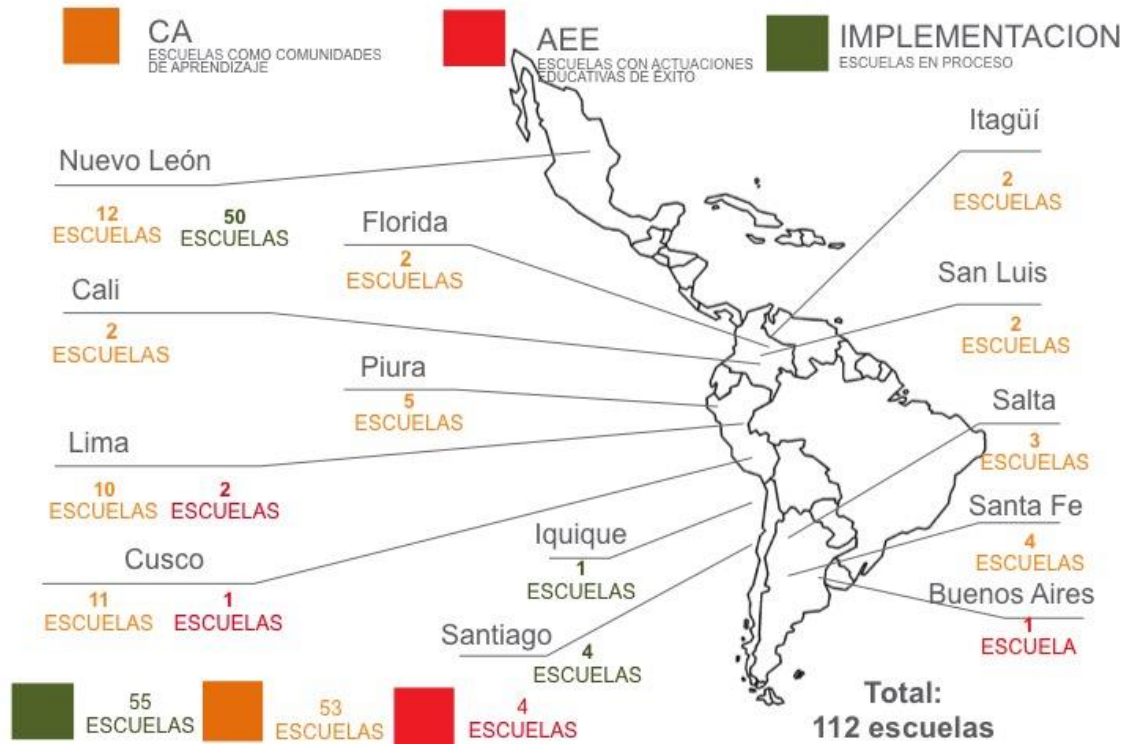 CA
ESCUELAS COMO COMUNIDADES
DE APRENDIZAJE
AEE
ESCUELAS CON ACTUACIONES
EDUCATIVAS DE ÉXITO
IMPLEMENTACION
ESCUELAS EN PROCESO
Nuevo León
12
ESCUELAS
50
ESCUELAS
Florida
2
ESCUELAS
Cali
2
ESCUELAS
Piura
5
ESCUELAS
Lima
10
ESCUELAS
2
ESCUELAS
Cusco
11
ESCUELAS
1
ESCUELAS
Iquique
1
ESCUELAS
Santiago
4
ESCUELAS
Itagüí
2
ESCUELAS
San Luis
2
ESCUELAS
Salta
3
ESCUELAS
Santa Fe
4
ESCUELAS
Buenos Aires
1
ESCUELA
55
ESCUELAS
53
ESCUELAS
4
ESCUELAS
Total:
112 escuelas